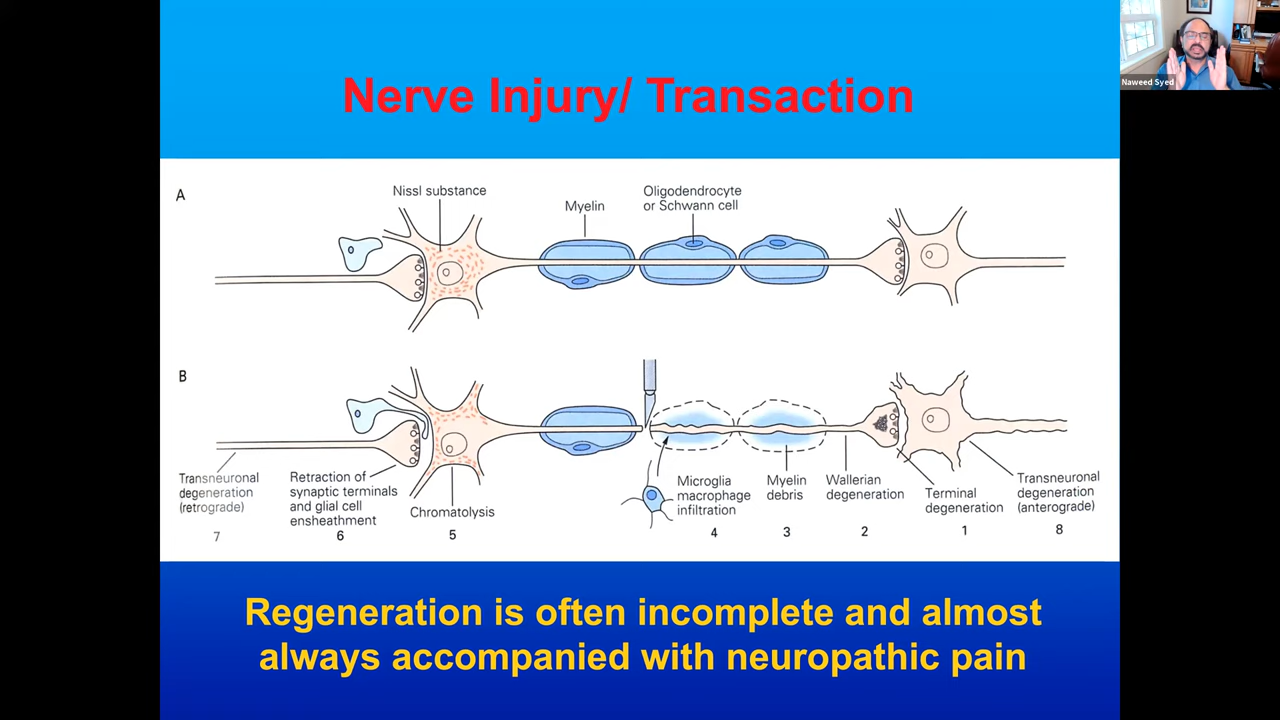 Nerve Injury/ Transaction
Naweed Syed
A
Nissl substance
Myelin
Oligodendrocyte
or Schwann cell
B
Transneuronal
degeneration
(retrograde)
7
Retraction of
synaptic terminals
and glial cell
ensheathment
6
Chromatolysis
5
Microglia
macrophage
infiltration
4
Myelin
debris
3
Wallerian
degeneration
2
Terminal
degeneration
1
Transneuronal
degeneration
(anterograde)
8
Regeneration is often incomplete and almost
always accompanied with neuropathic pain